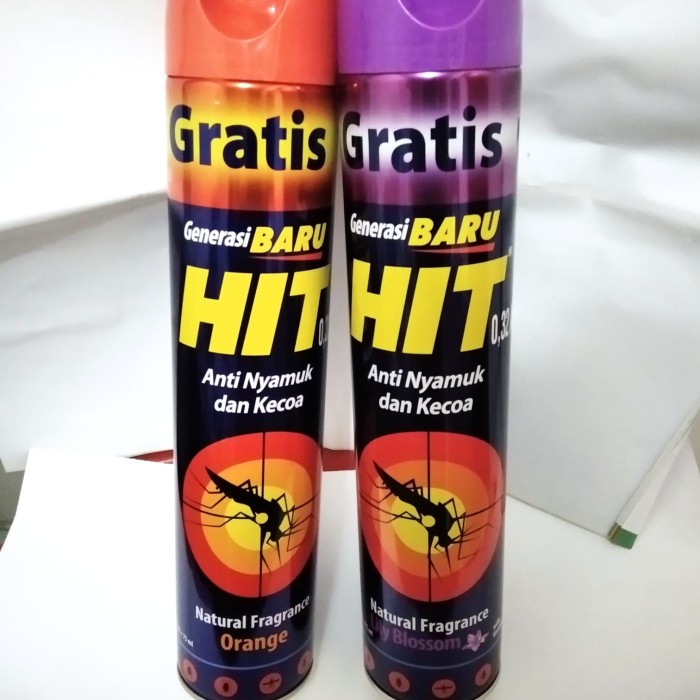 Gratis
Generasi BARU
HIT
Anti Nyamuk
dan Kecoa
Natural Fragrance
Orange
Gratis
Generasi BARU
HIT
0,32
Anti Nyamuk
dan Kecoa
Natural Fragrance
Lily Blossom